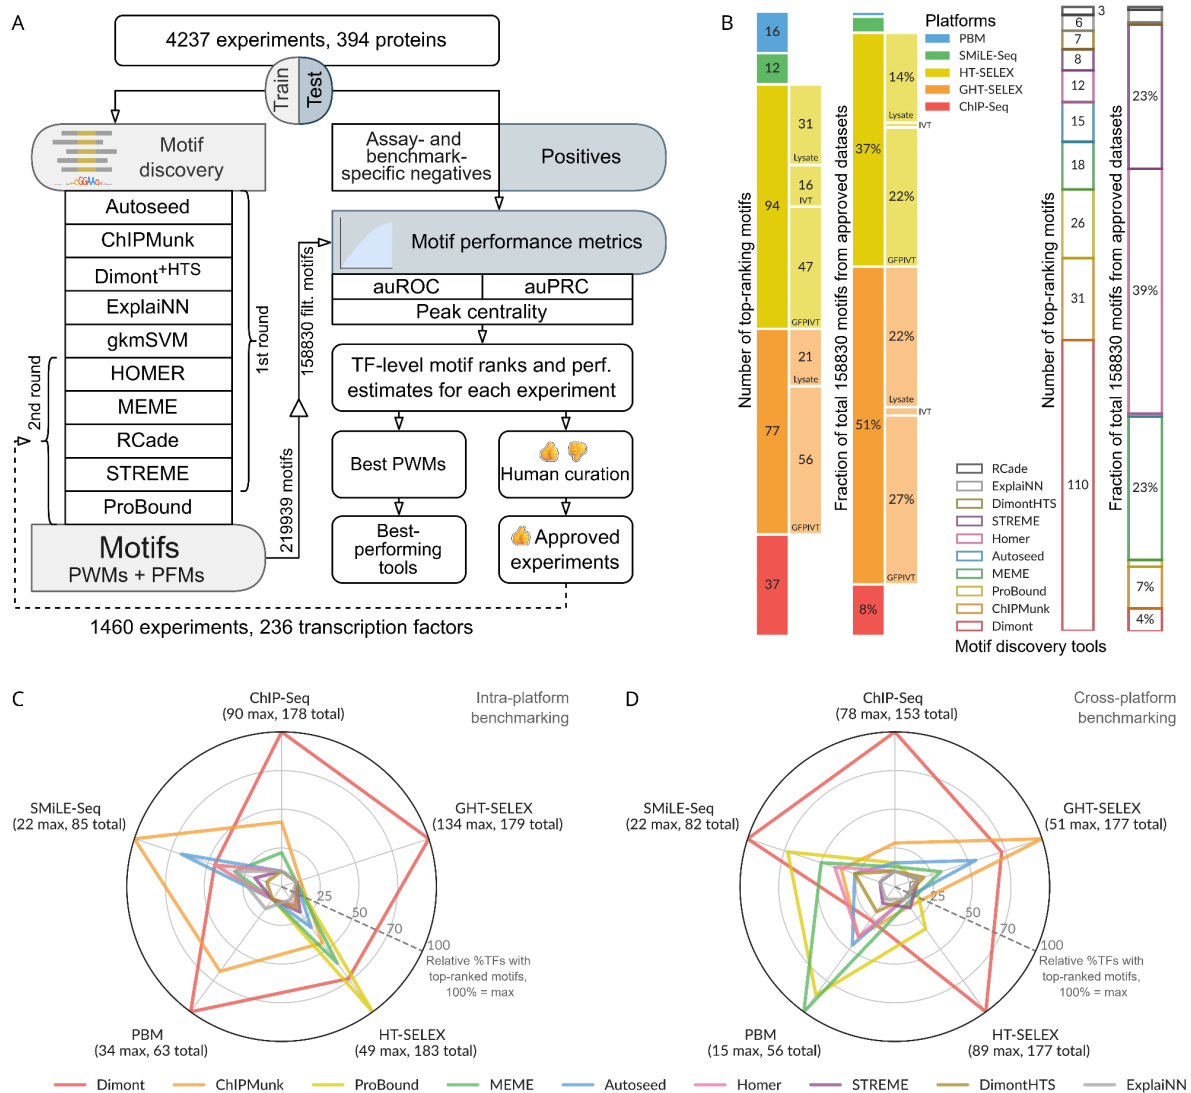 A
4237 experiments, 394 proteins
Train
Test
Motif
discovery
GGAA
Assay- and
benchmark-
specific negatives
Positives
Autoseed
ChIPMunk
Dimont+HTS
ExplaiNN
gkmSVM
HOMER
MEME
RCade
STREME
ProBound
1st round
2nd round
Motifs
PWMs + PFMs
219939 motifs
158830 filt. motifs
Motif performance metrics
auROC
auPRC
Peak centrality
TF-level motif ranks and perf.
estimates for each experiment
Best PWMs
Human curation
Best-
performing
tools
Approved
experiments
1460 experiments, 236 transcription factors
B
Number of top-ranking motifs
16
12
94
77
37
31
Lysate
16
IVT
47
GFPIVT
21
Lysate
56
GFPIVT
Fraction of total 158830 motifs from approved datasets
37%
51%
8%
14%
Lysate
IVT
22%
GFPIVT
22%
Lysate
IVT
27%
GFPIVT
Platforms
PBM
SMiLE-Seq
HT-SELEX
GHT-SELEX
ChIP-Seq
Number of top-ranking motifs
3
6
7
8
12
15
18
26
31
110
Fraction of total 158830 motifs from approved datasets
23%
39%
23%
7%
4%
RCade
ExplaiNN
DimontHTS
STREME
Homer
Autoseed
MEME
ProBound
ChIPMunk
Dimont
Motif discovery tools
C
Intra-platform
benchmarking
ChIP-Seq
(90 max, 178 total)
SMiLE-Seq
(22 max, 85 total)
GHT-SELEX
(134 max, 179 total)
25
50
70
100
Relative %TFs with
top-ranked motifs,
100% = max
PBM
(34 max, 63 total)
HT-SELEX
(49 max, 183 total)
D
Cross-platform
benchmarking
ChIP-Seq
(78 max, 153 total)
SMiLE-Seq
(22 max, 82 total)
GHT-SELEX
(51 max, 177 total)
25
50
70
100
Relative %TFs with
top-ranked motifs,
100% = max
PBM
(15 max, 56 total)
HT-SELEX
(89 max, 177 total)
Dimont
ChIPMunk
ProBound
MEME
Autoseed
Homer
STREME
DimontHTS
ExplaiNN